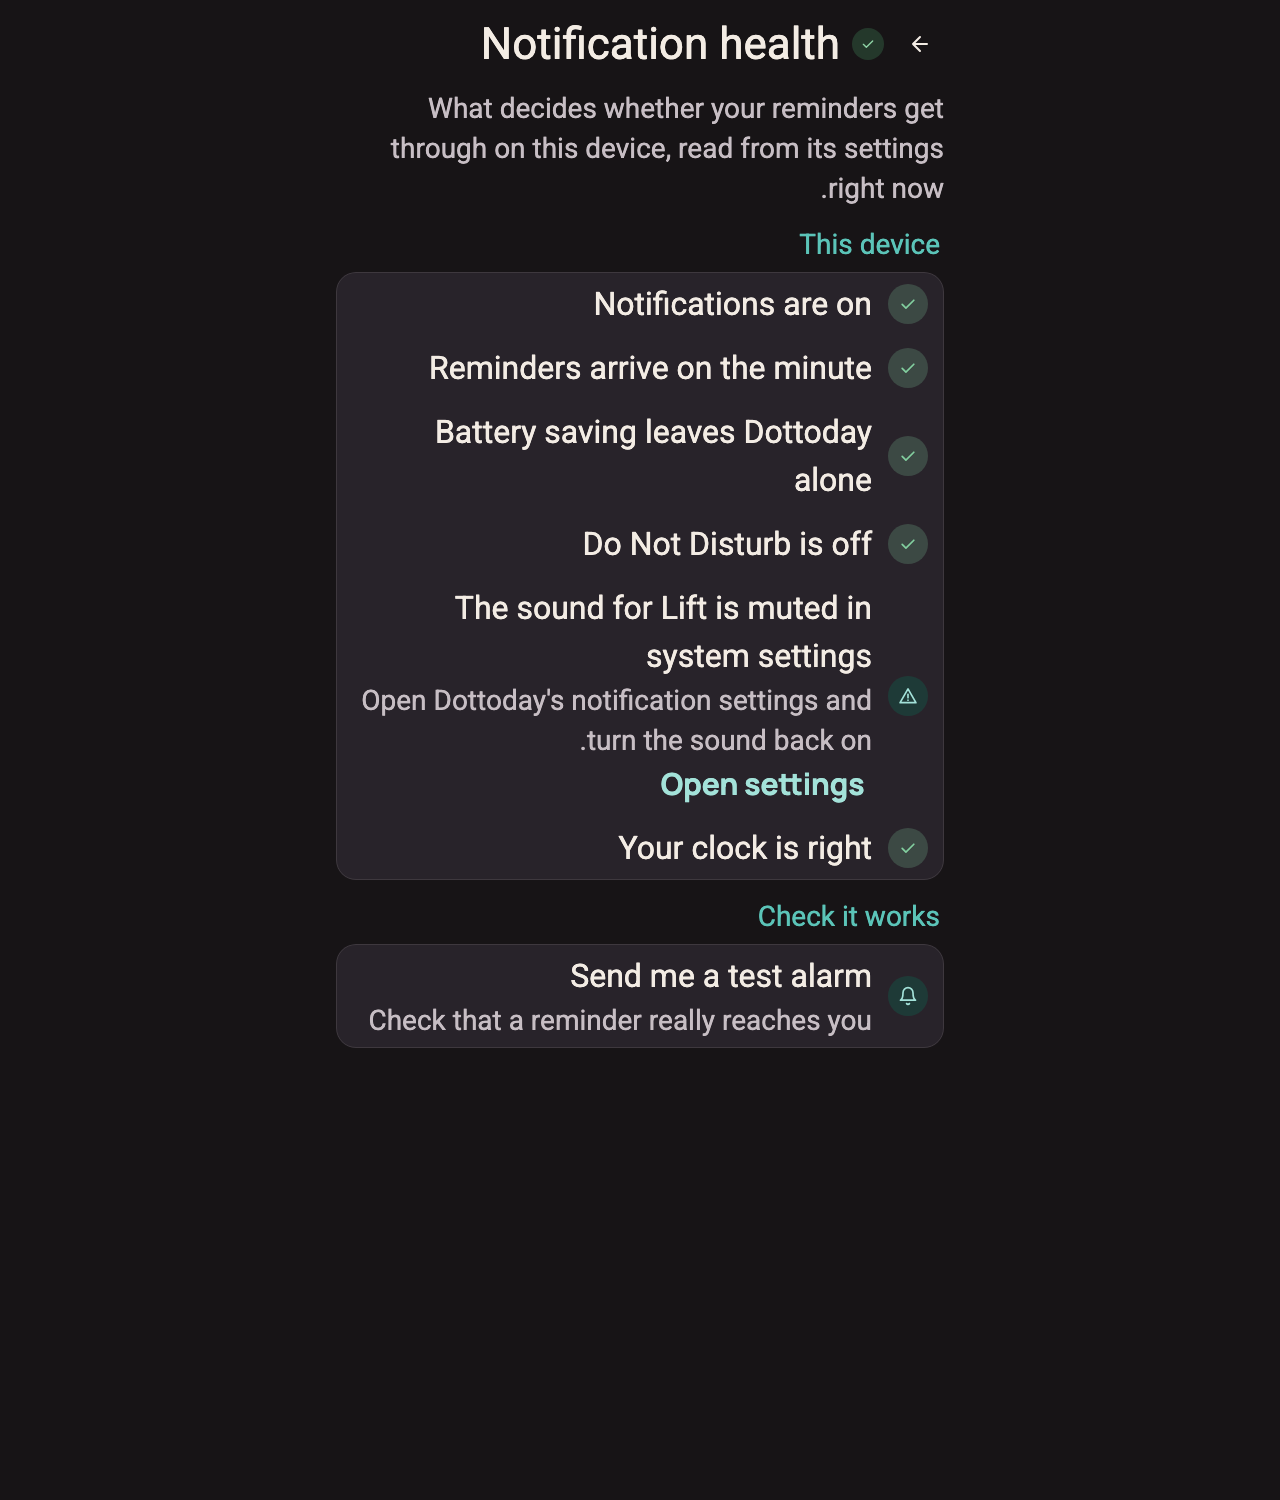 Notification health
What decides whether your reminders get
through on this device, read from its settings
.right now
This device
Notifications are on
Reminders arrive on the minute
Battery saving leaves Dottoday
alone
Do Not Disturb is off
The sound for Lift is muted in
system settings
Open Dottoday's notification settings and
.turn the sound back on
Open settings
Your clock is right
Check it works
Send me a test alarm
Check that a reminder really reaches you